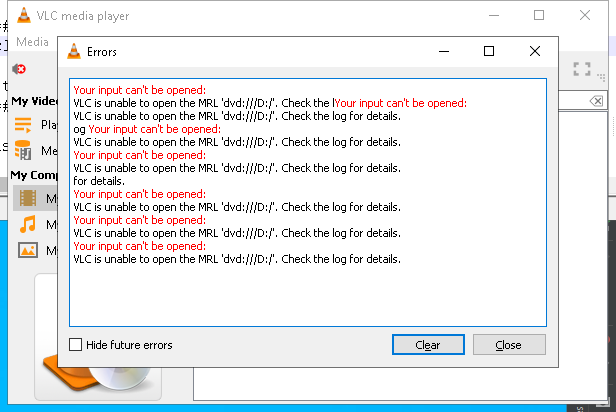 VLC media player
Media
Errors
Your input can't be opened:
VLC is unable to open the MRL 'dvd:///D:/'. Check the lYour input can't be opened:
VLC is unable to open the MRL 'dvd:///D:/'. Check the log for details.
og Your input can't be opened:
VLC is unable to open the MRL 'dvd:///D:/'. Check the log for details.
Your input can't be opened:
VLC is unable to open the MRL 'dvd:///D:/'. Check the log for details.
for details.
Your input can't be opened:
VLC is unable to open the MRL 'dvd:///D:/'. Check the log for details.
Your input can't be opened:
VLC is unable to open the MRL 'dvd:///D:/'. Check the log for details.
Your input can't be opened:
VLC is unable to open the MRL 'dvd:///D:/'. Check the log for details.
Hide future errors
Clear
Close
My Video
Play
Me
My Comp
My
My
My